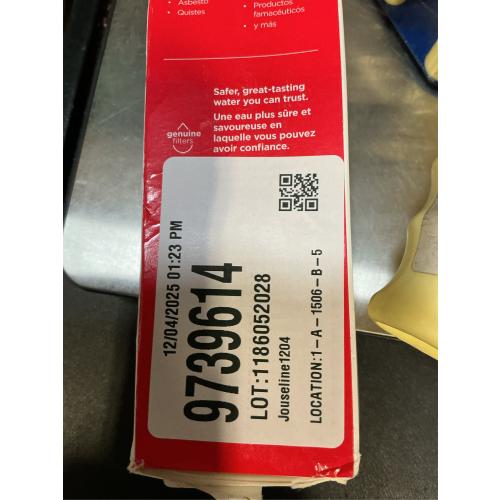 • Asbesto
• Quistes
• Productos
farmacéuticos
• y más
Safer, great-tasting
water you can trust.
Une eau plus sûre et
savoureuse en
laquelle vous pouvez
avoir confiance.
genuine
filters
12/04/2025 01:23 PM
9739614
LOT:1186052028
Jouseline1204
LOCATION:1-A-1506-B-5